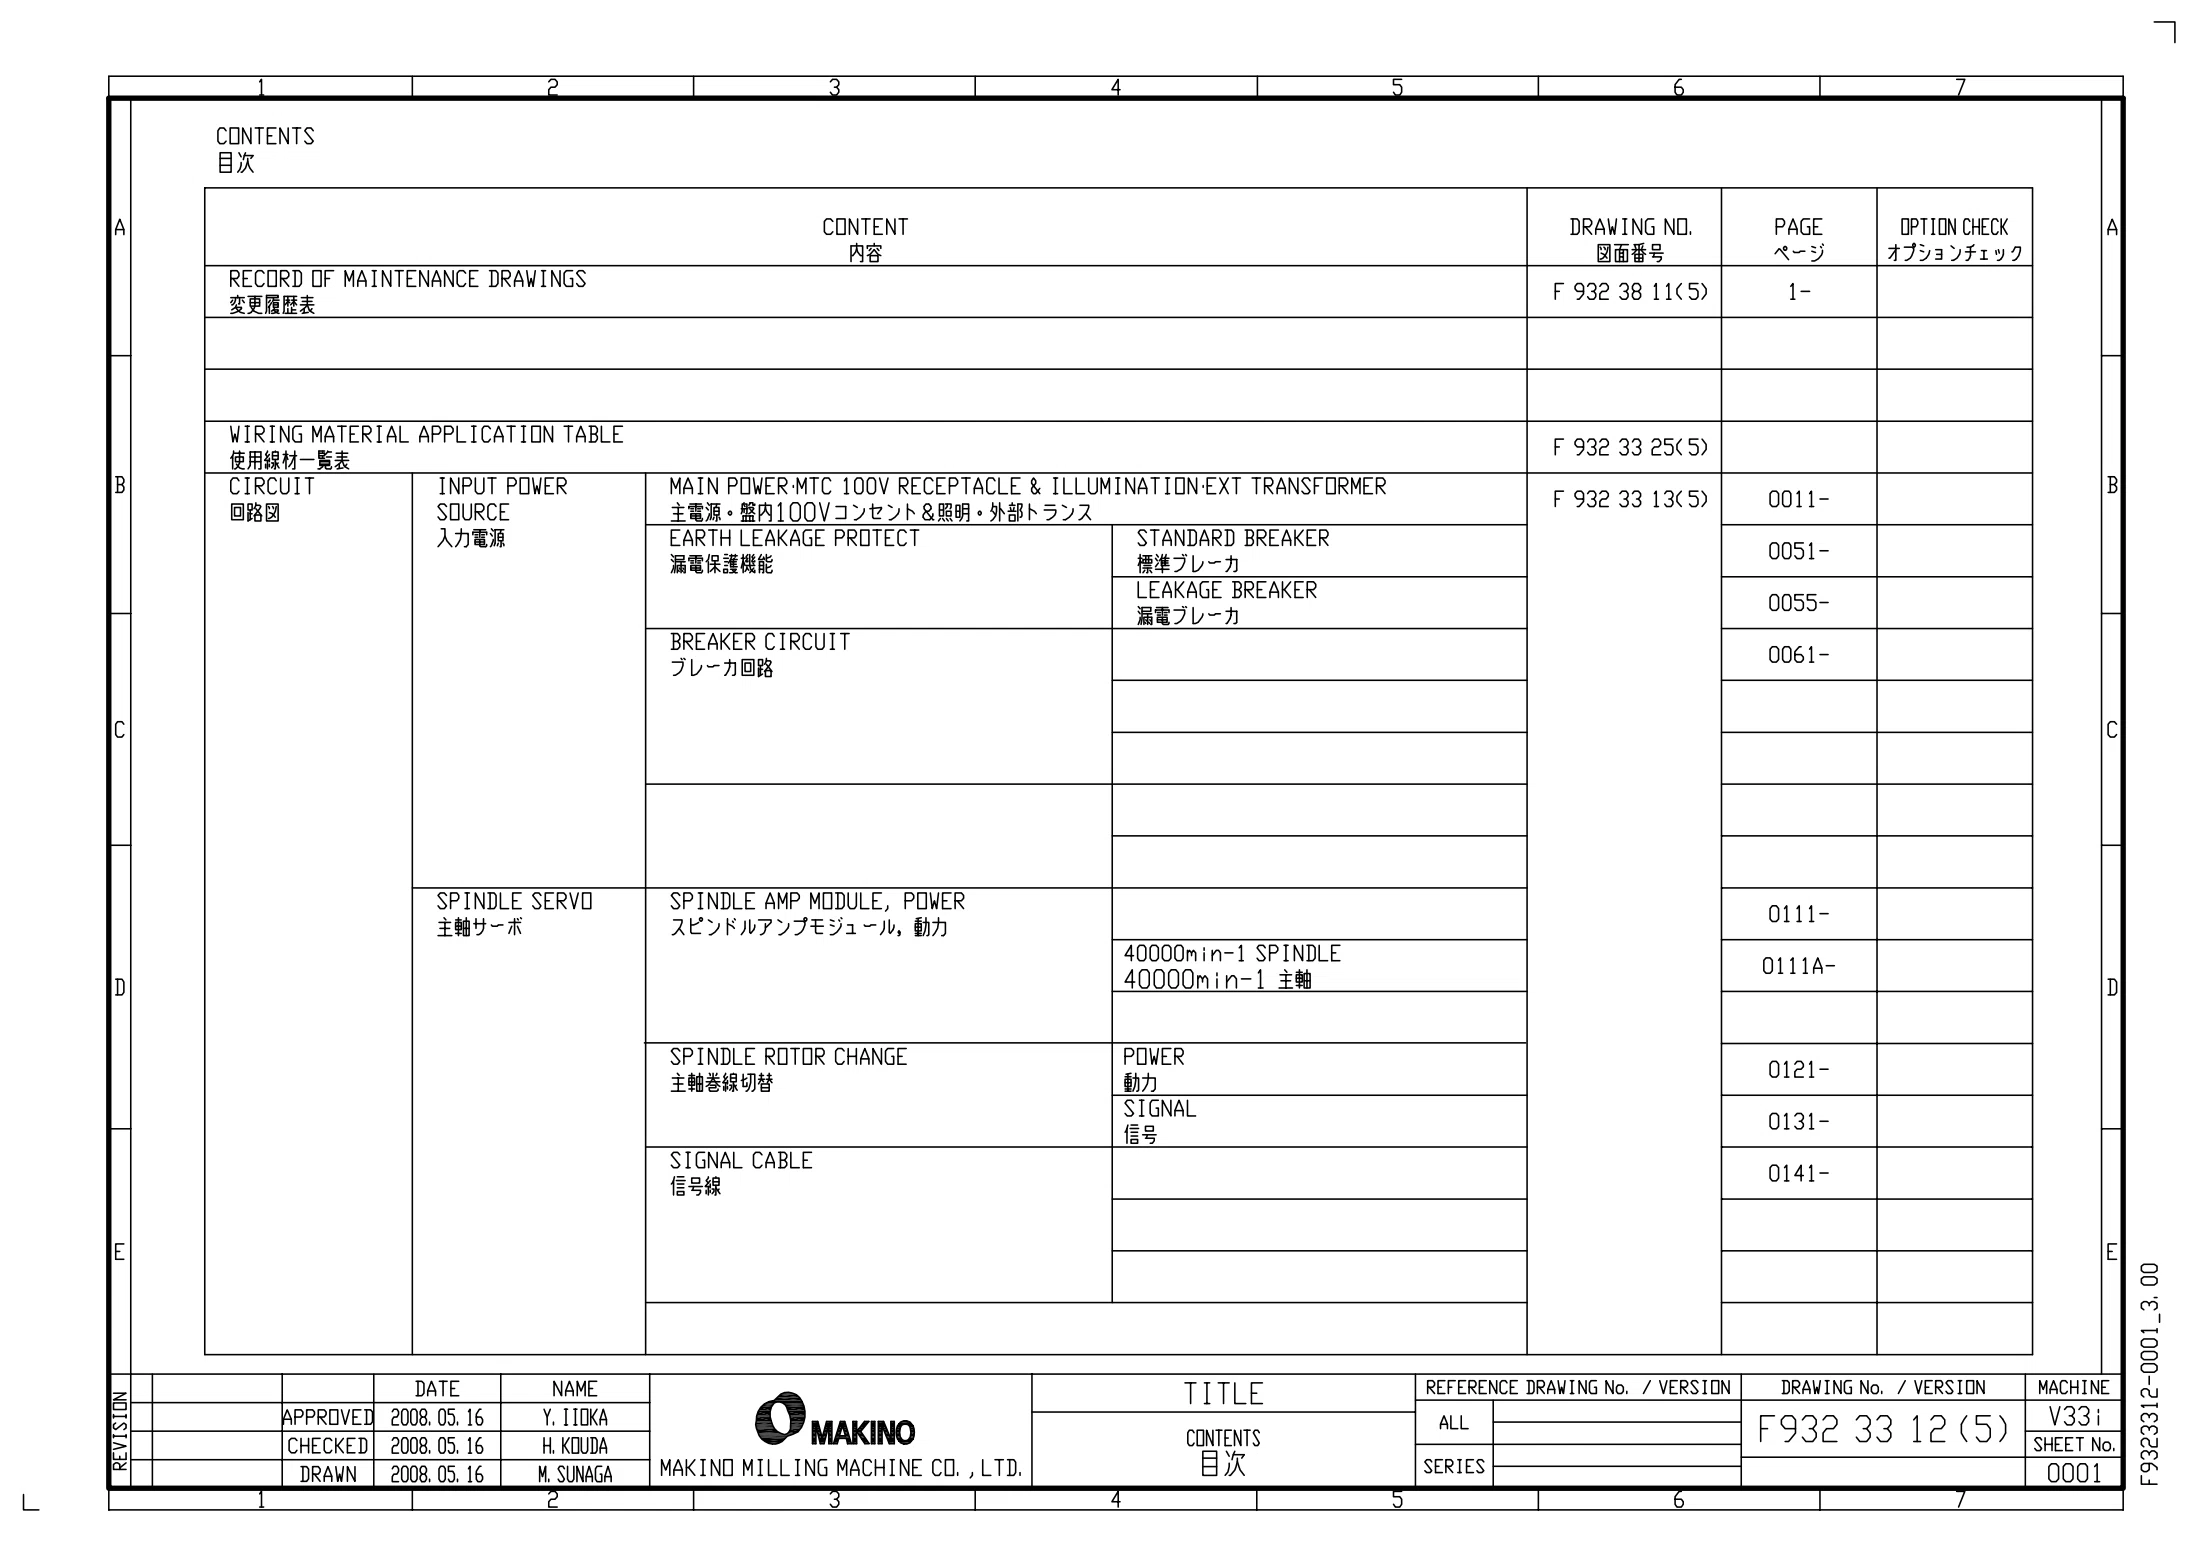 1 2 3 4 5 6 7
CONTENTS
目次
CONTENT DRAWING NO. PAGE OPTION CHECK
内容 図面番号 ページ オプションチェック
RECORD OF MAINTENANCE DRAWINGS
変更履歴表
F 932 38 11(5) 1-
WIRING MATERIAL APPLICATION TABLE
使用線材一覧表
F 932 33 25(5)
CIRCUIT
回路図
INPUT POWER
SOURCE
入力電源
MAIN POWER·MTC 100V RECEPTACLE & ILLUMINATION·EXT TRANSFORMER
主電源・盤内100Vコンセント&照明・外部トランス
F 932 33 13(5) 0011-
EARTH LEAKAGE PROTECT
漏電保護機能
STANDARD BREAKER
標準ブレーカ
0051-
LEAKAGE BREAKER
漏電ブレーカ
0055-
BREAKER CIRCUIT
ブレーカ回路
0061-
SPINDLE SERVO
主軸サーボ
SPINDLE AMP MODULE, POWER
スピンドルアンプモジュール, 動力
0111-
40000min-1 SPINDLE
40000min-1 主軸
0111A-
SPINDLE ROTOR CHANGE
主軸巻線切替
POWER
動力
0121-
SIGNAL
信号
0131-
SIGNAL CABLE
信号線
0141-
A A
B B
C C
D D
E E
REVISION
DATE NAME
APPROVED 2008. 05. 16 Y. IIOKA
CHECKED 2008. 05. 16 H. KOUDA
DRAWN 2008. 05. 16 M. SUNAGA
MAKINO
MAKINO MILLING MACHINE CO. , LTD.
TITLE
CONTENTS
目次
REFERENCE DRAWING No. / VERSION
ALL
SERIES
DRAWING No. / VERSION
F932 33 12(5)
MACHINE
V33i
SHEET No.
0001
1 2 3 4 5 6 7
F9323312-0001_3. 00